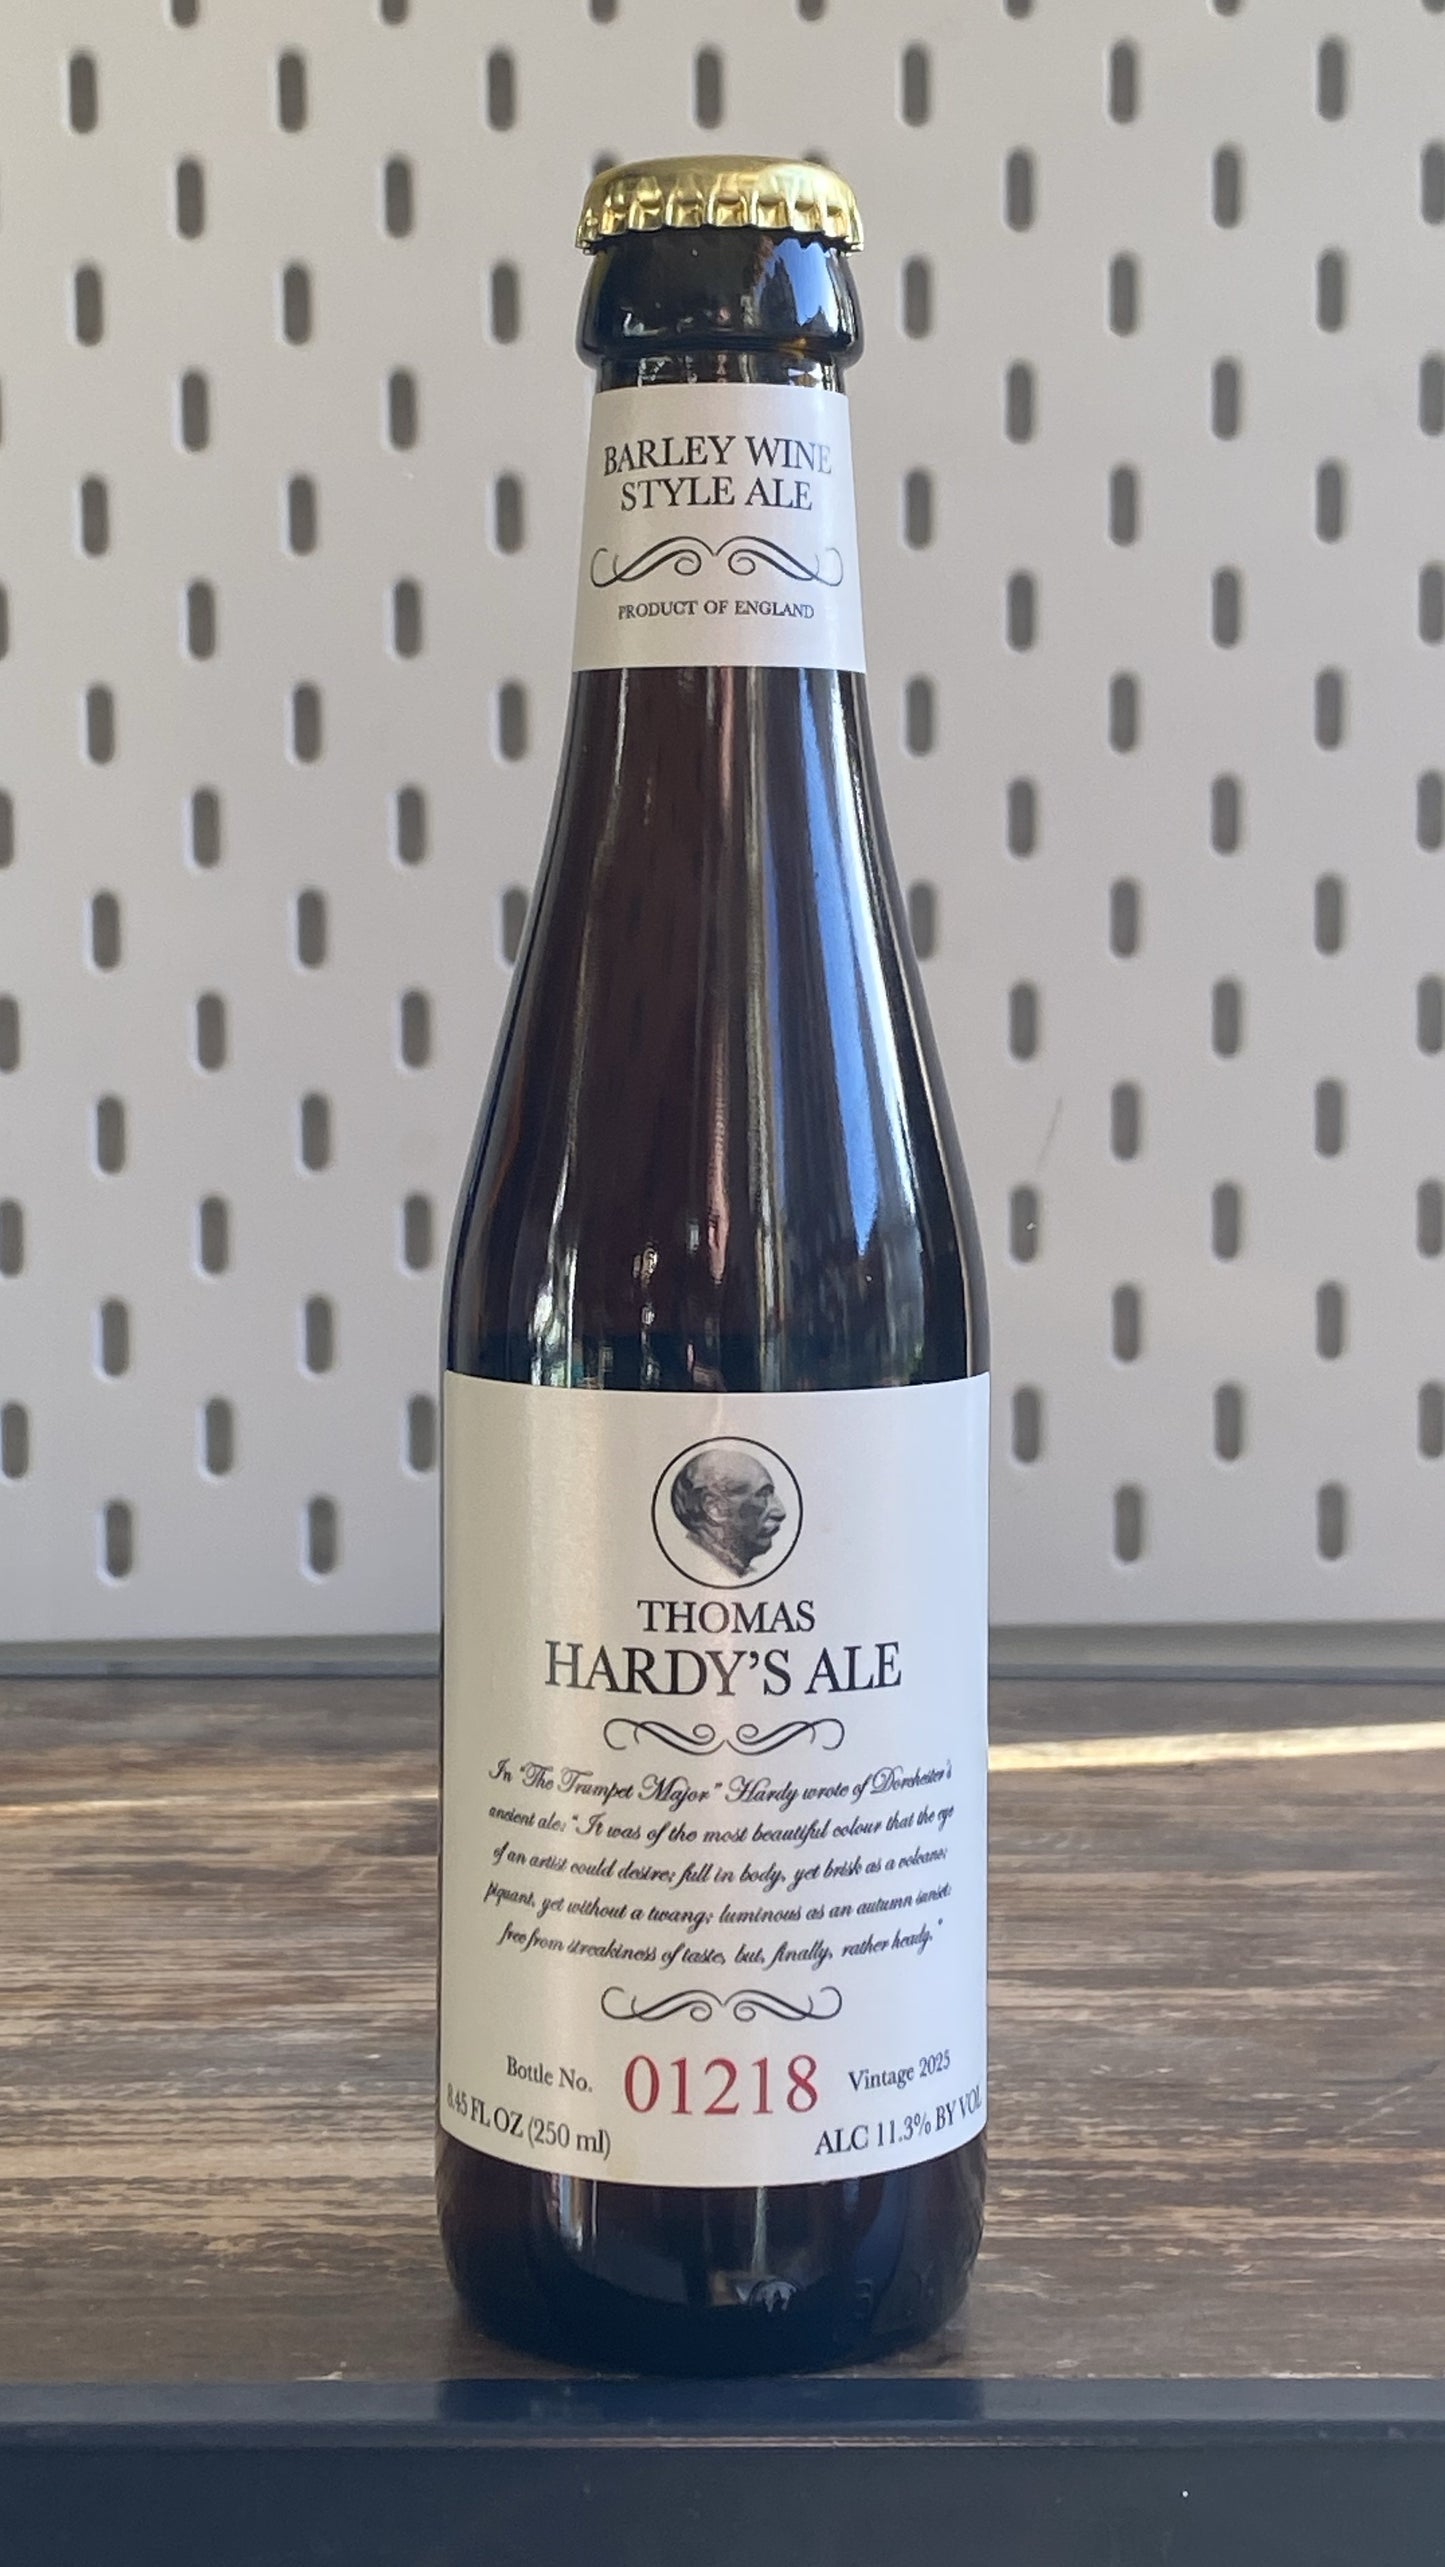 BARLEY WINE
STYLE ALE
PRODUCT OF ENGLAND
THOMAS
HARDY'S ALE
In "The Trumpet Major" Hardy wrote of Dorchester's
ancient ale: "It was of the most beautiful colour that the eye
of an artist could desire; full in body, yet brisk as a volcano;
piquant, yet without a twang; luminous as an autumn sunset:
free from streakiness of taste, but, finally, rather heady."
Bottle No. 01218 Vintage 2025
8.45 FL OZ (250 ml) ALC 11.3% BY VOL